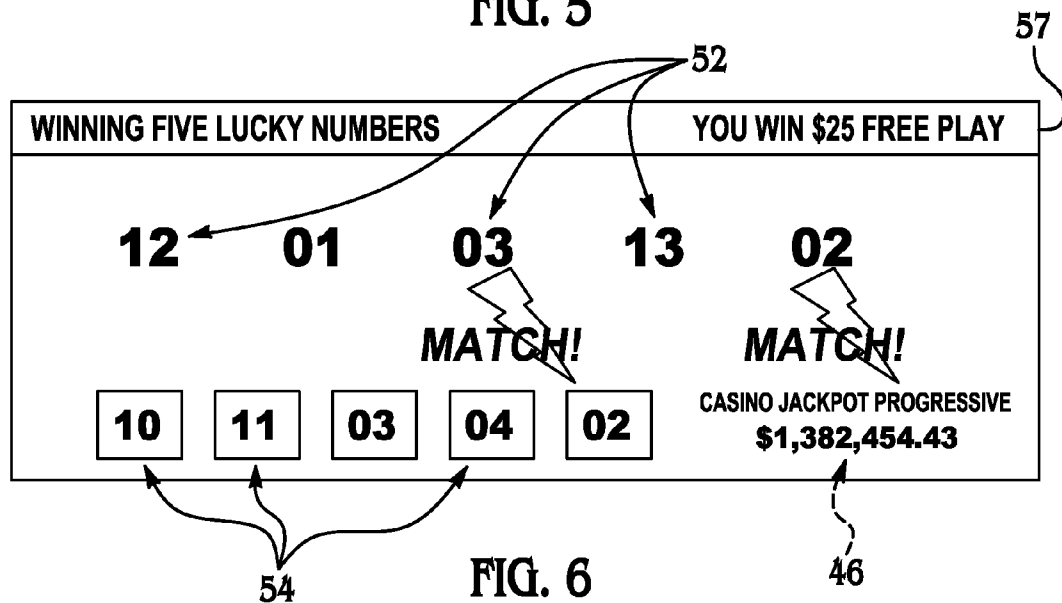 FIG. 5
57
52
WINNING FIVE LUCKY NUMBERS YOU WIN $25 FREE PLAY
12 01 03 13 02
MATCH! MATCH!
CASINO JACKPOT PROGRESSIVE
10 11 03 04 02 $1,382,454.43
54 FIG. 6 46